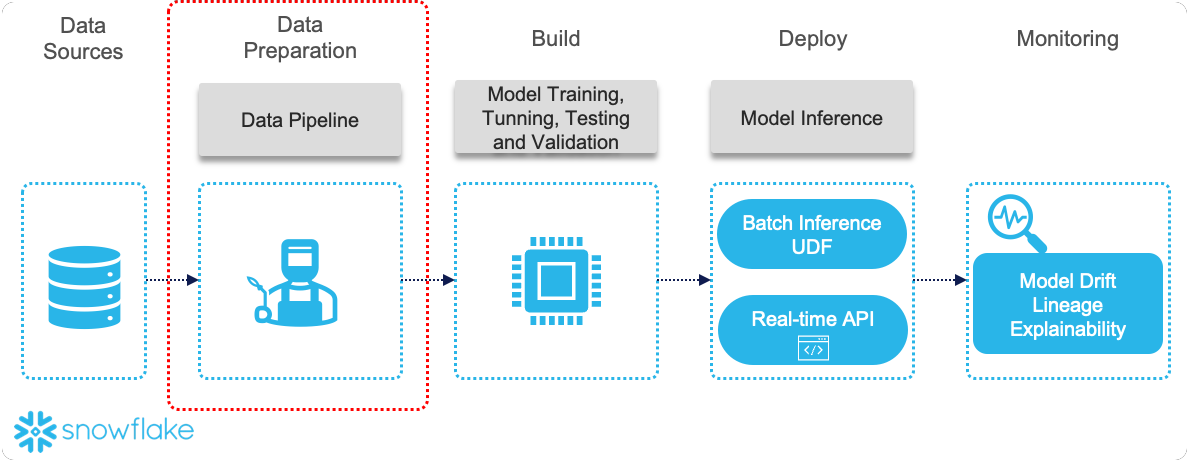 Data
Sources
Data
Preparation
Build
Deploy
Monitoring
Data Pipeline
Model Training,
Tunning, Testing
and Validation
Model Inference
Batch Inference
UDF
Real-time API
</>
Model Drift
Lineage
Explainability
snowflake